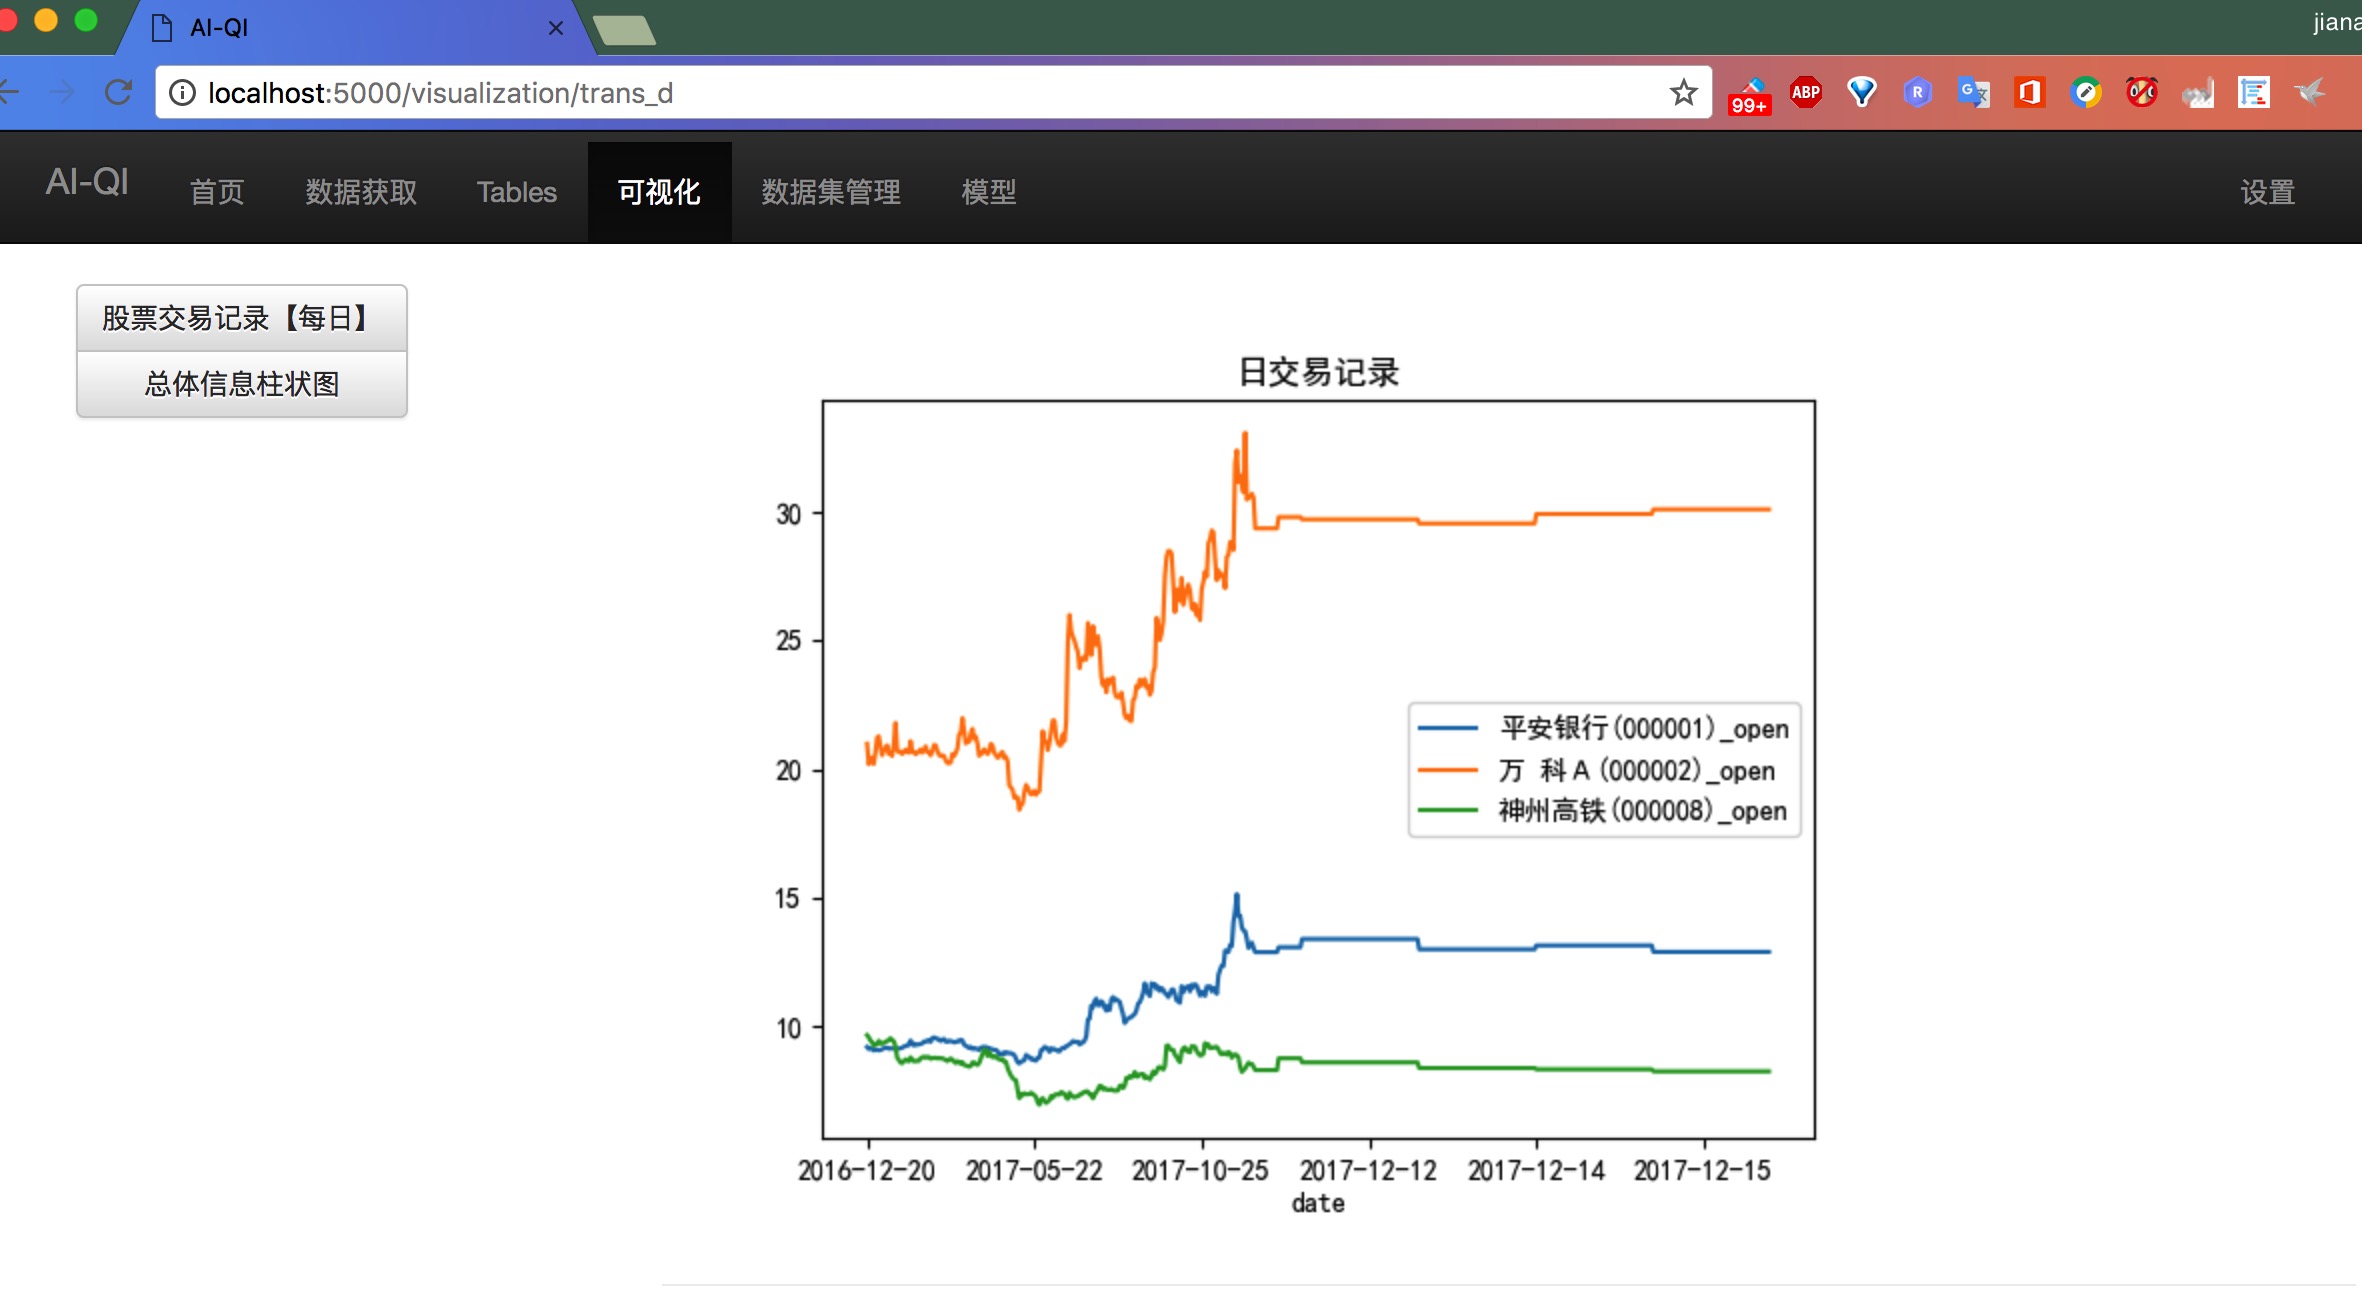 AI-QI
jiana
localhost:5000/visualization/trans_d
99+
ABP
AI-QI 首页 数据获取 Tables 可视化 数据集管理 模型 设置
股票交易记录【每日】
总体信息柱状图
日交易记录
30
25
20
15
10
平安银行(000001)_open
万 科A(000002)_open
神州高铁(000008)_open
2016-12-20 2017-05-22 2017-10-25 2017-12-12 2017-12-14 2017-12-15
date